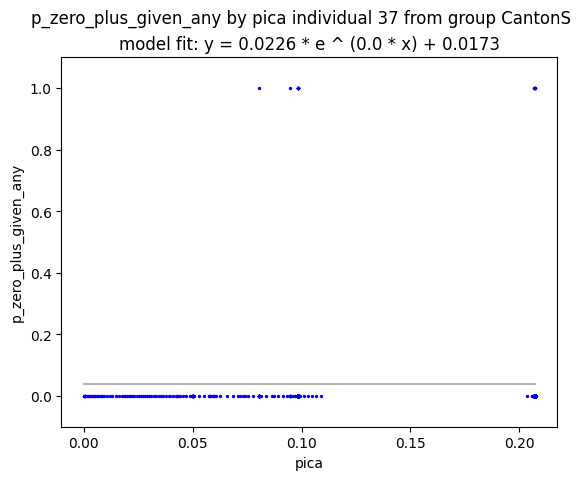 p_zero_plus_given_any by pica individual 37 from group CantonS
model fit: y = 0.0226 * e ^ (0.0 * x) + 0.0173
1.0
0.8
0.6
0.4
0.2
0.0
p_zero_plus_given_any
0.00 0.05 0.10 0.15 0.20
pica